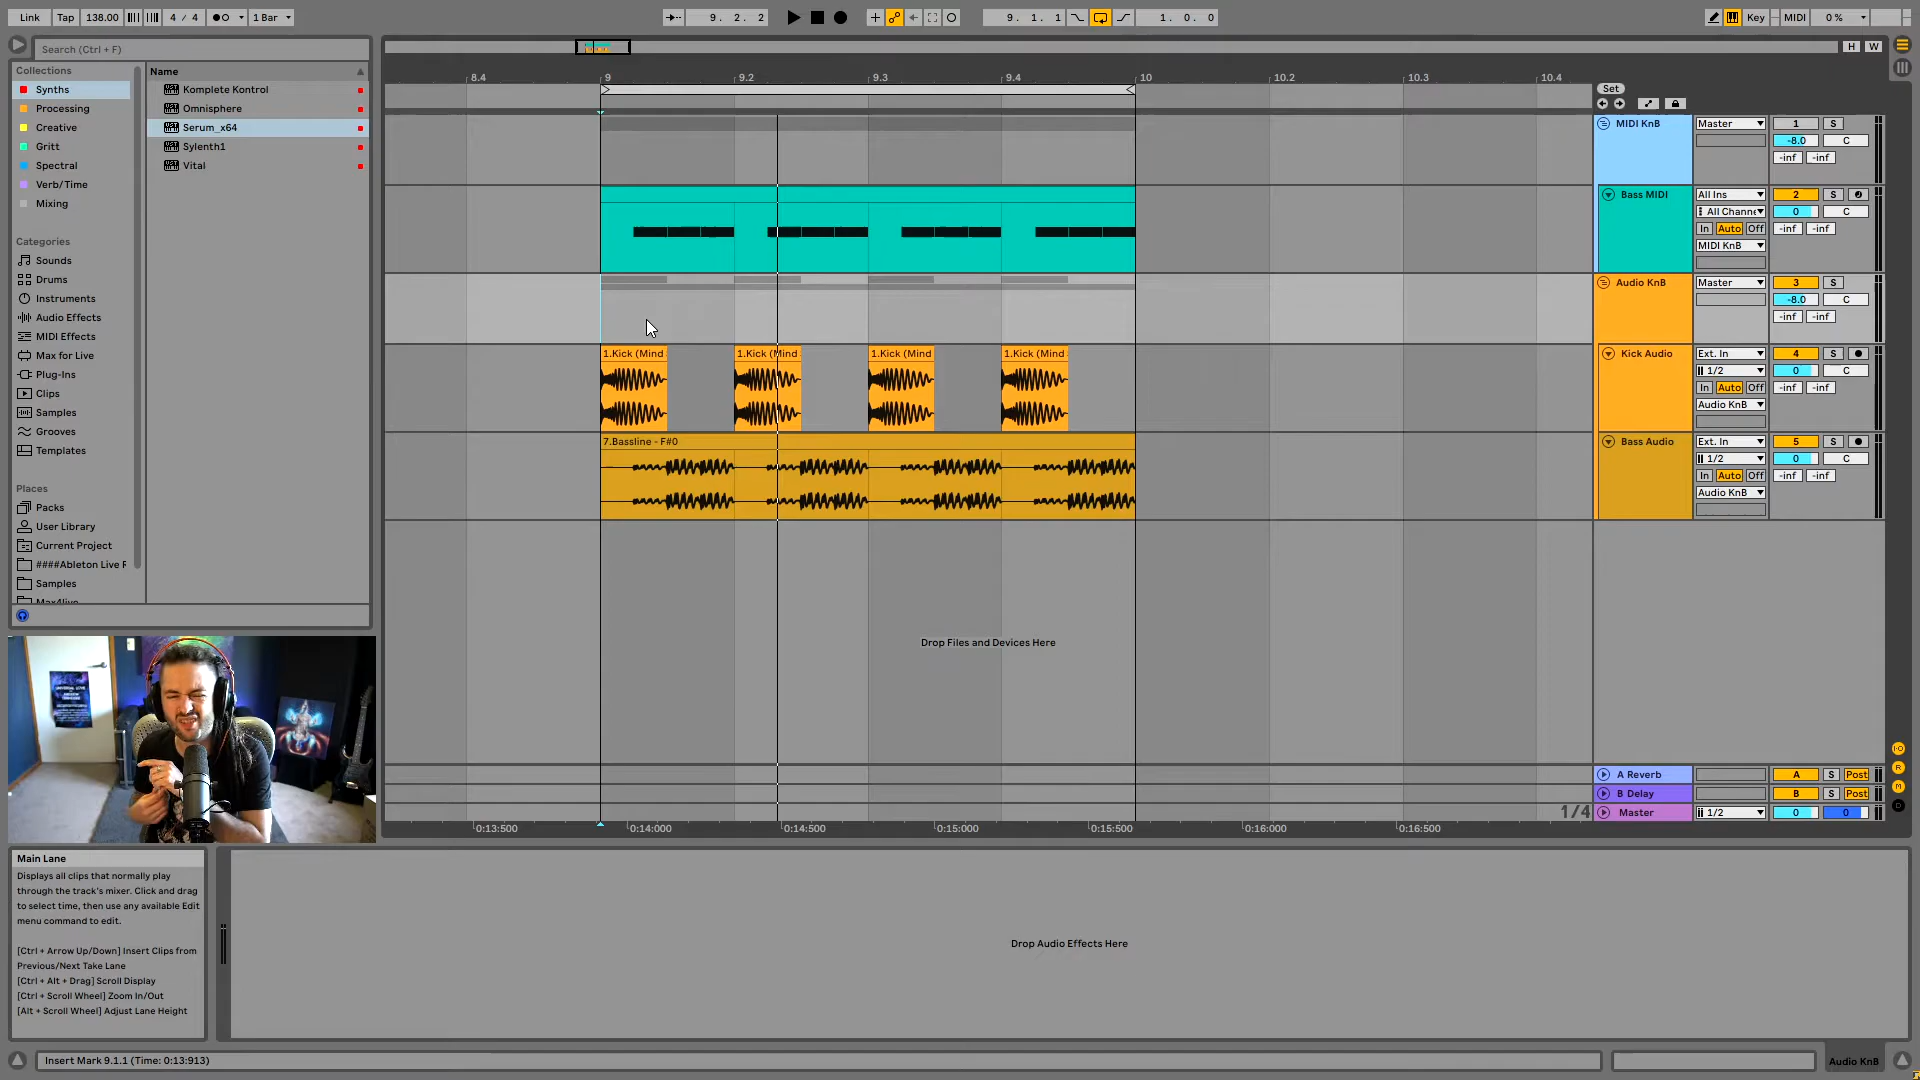 Link Tap 138.00 4 / 4 1 Bar 9. 2. 2 9. 1. 1 1. 0. 0 Key MIDI 0 %
Search (Ctrl + F)
H W
Collections
Synths
Processing
Creative
Gritt
Spectral
Verb/Time
Mixing
Categories
Sounds
Drums
Instruments
Audio Effects
MIDI Effects
Max for Live
Plug-Ins
Clips
Samples
Grooves
Templates
Places
Packs
User Library
Current Project
####Ableton Live F
Samples
Max4live
Name
Komplete Kontrol
Omnisphere
Serum_x64
Sylenth1
Vital
8.4 9 9.2 9.3 9.4 10 10.2 10.3 10.4
Set
MIDI KnB Master 1 S
-8.0 C
-inf -inf
Bass MIDI All Ins 2 S
All Channe 0 C
In Auto Off -inf -inf
MIDI KnB
Audio KnB Master 3 S
-8.0 C
-inf -inf
1.Kick (Mind 1.Kick (Mind 1.Kick (Mind 1.Kick (Mind
Kick Audio Ext. In 4 S
1/2 0 C
In Auto Off -inf -inf
Audio KnB
7.Bassline - F#0
Bass Audio Ext. In 5 S
1/2 0 C
In Auto Off -inf -inf
Audio KnB
Drop Files and Devices Here
A Reverb A S Post
B Delay B S Post
1/4 Master 1/2 0 0
0:13:500 0:14:000 0:14:500 0:15:000 0:15:500 0:16:000 0:16:500
Main Lane
Displays all clips that normally play
through the track's mixer. Click and drag
to select time, then use any available Edit
menu command to edit.
[Ctrl + Arrow Up/Down] Insert Clips from
Previous/Next Take Lane
[Ctrl + Alt + Drag] Scroll Display
[Ctrl + Scroll Wheel] Zoom In/Out
[Alt + Scroll Wheel] Adjust Lane Height
Drop Audio Effects Here
Insert Mark 9.1.1 (Time: 0:13:913)
Audio KnB